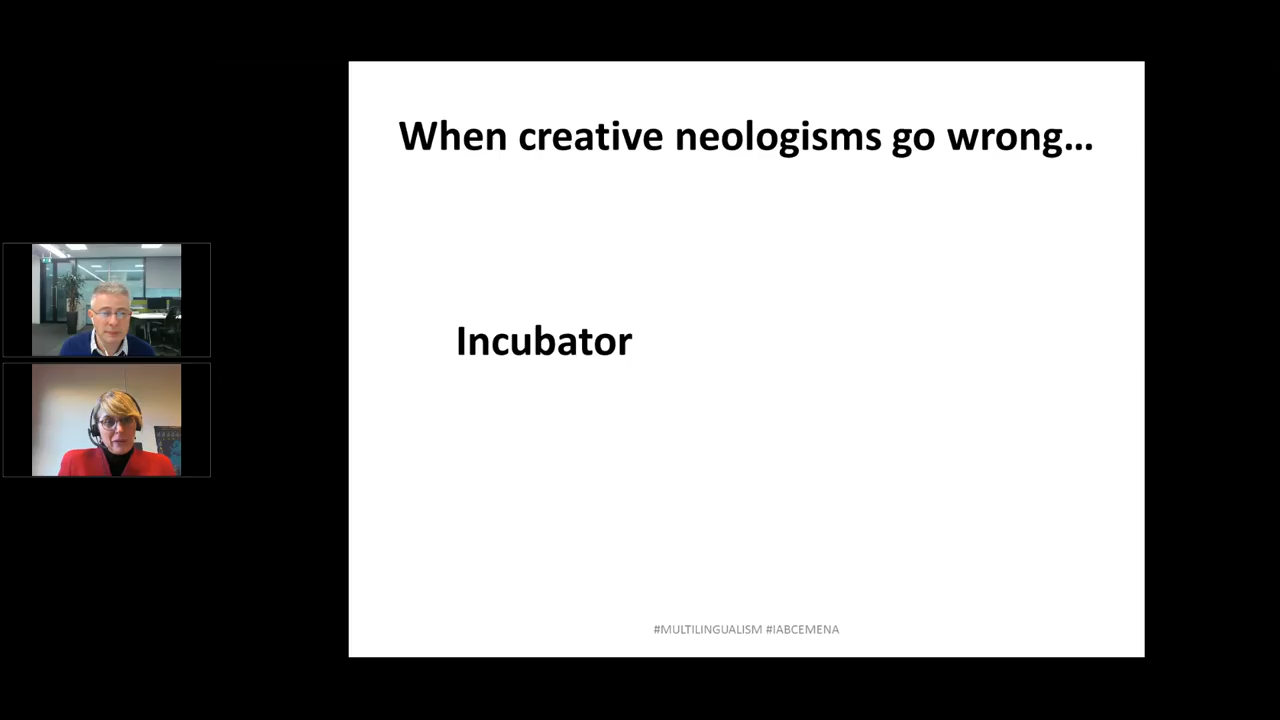 When creative neologisms go wrong…
Incubator
#MULTILINGUALISM #IABCEMENA